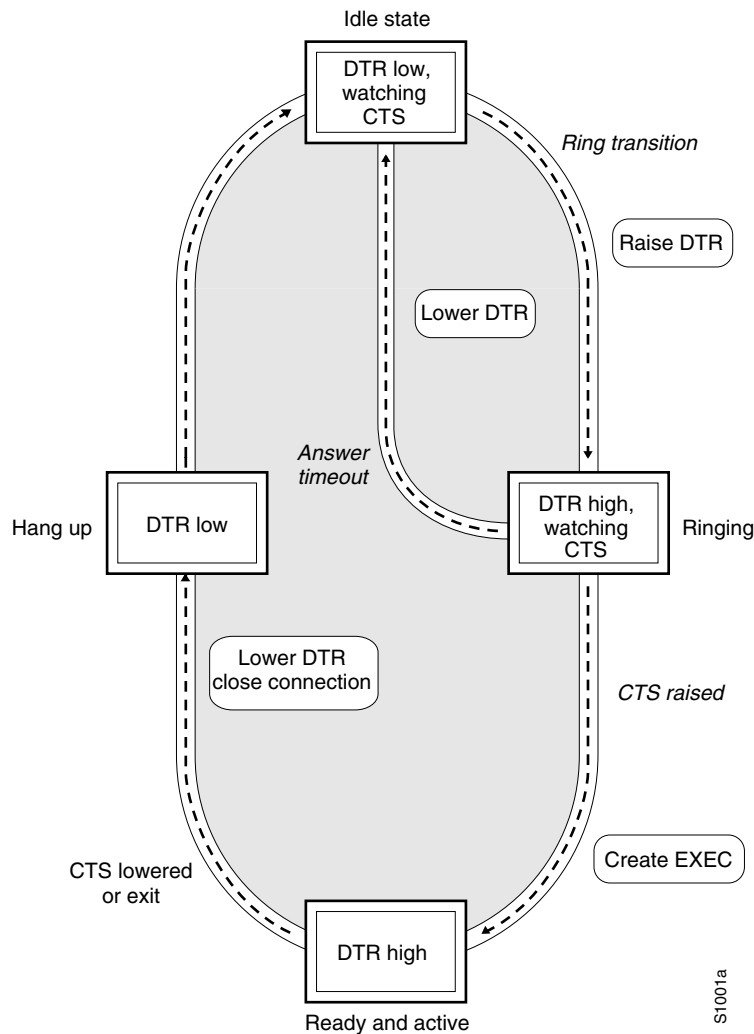 Idle state
DTR low,
watching
CTS
Ring transition
Raise DTR
Lower DTR
Answer
timeout
Hang up
DTR low
DTR high,
watching
CTS
Ringing
Lower DTR
close connection
CTS raised
CTS lowered
or exit
Create EXEC
DTR high
Ready and active
S1001a